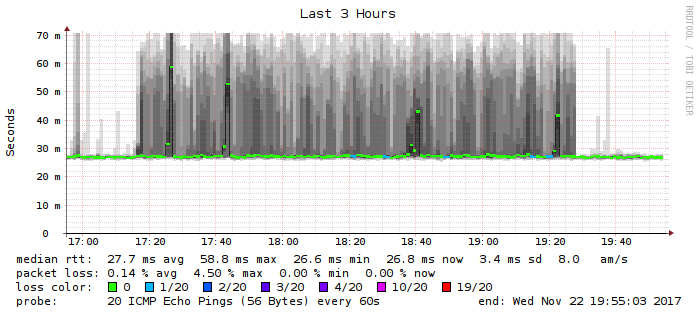 Last 3 Hours
RRDTOOL / TOBI OETIKER
Seconds
70 m
60 m
50 m
40 m
30 m
20 m
10 m
0
17:00 17:20 17:40 18:00 18:20 18:40 19:00 19:20 19:40
median rtt: 27.7 ms avg 58.8 ms max 26.6 ms min 26.8 ms now 3.4 ms sd 8.0 am/s
packet loss: 0.14 % avg 4.50 % max 0.00 % min 0.00 % now
loss color: 0 1/20 2/20 3/20 4/20 10/20 19/20
probe: 20 ICMP Echo Pings (56 Bytes) every 60s end: Wed Nov 22 19:55:03 2017